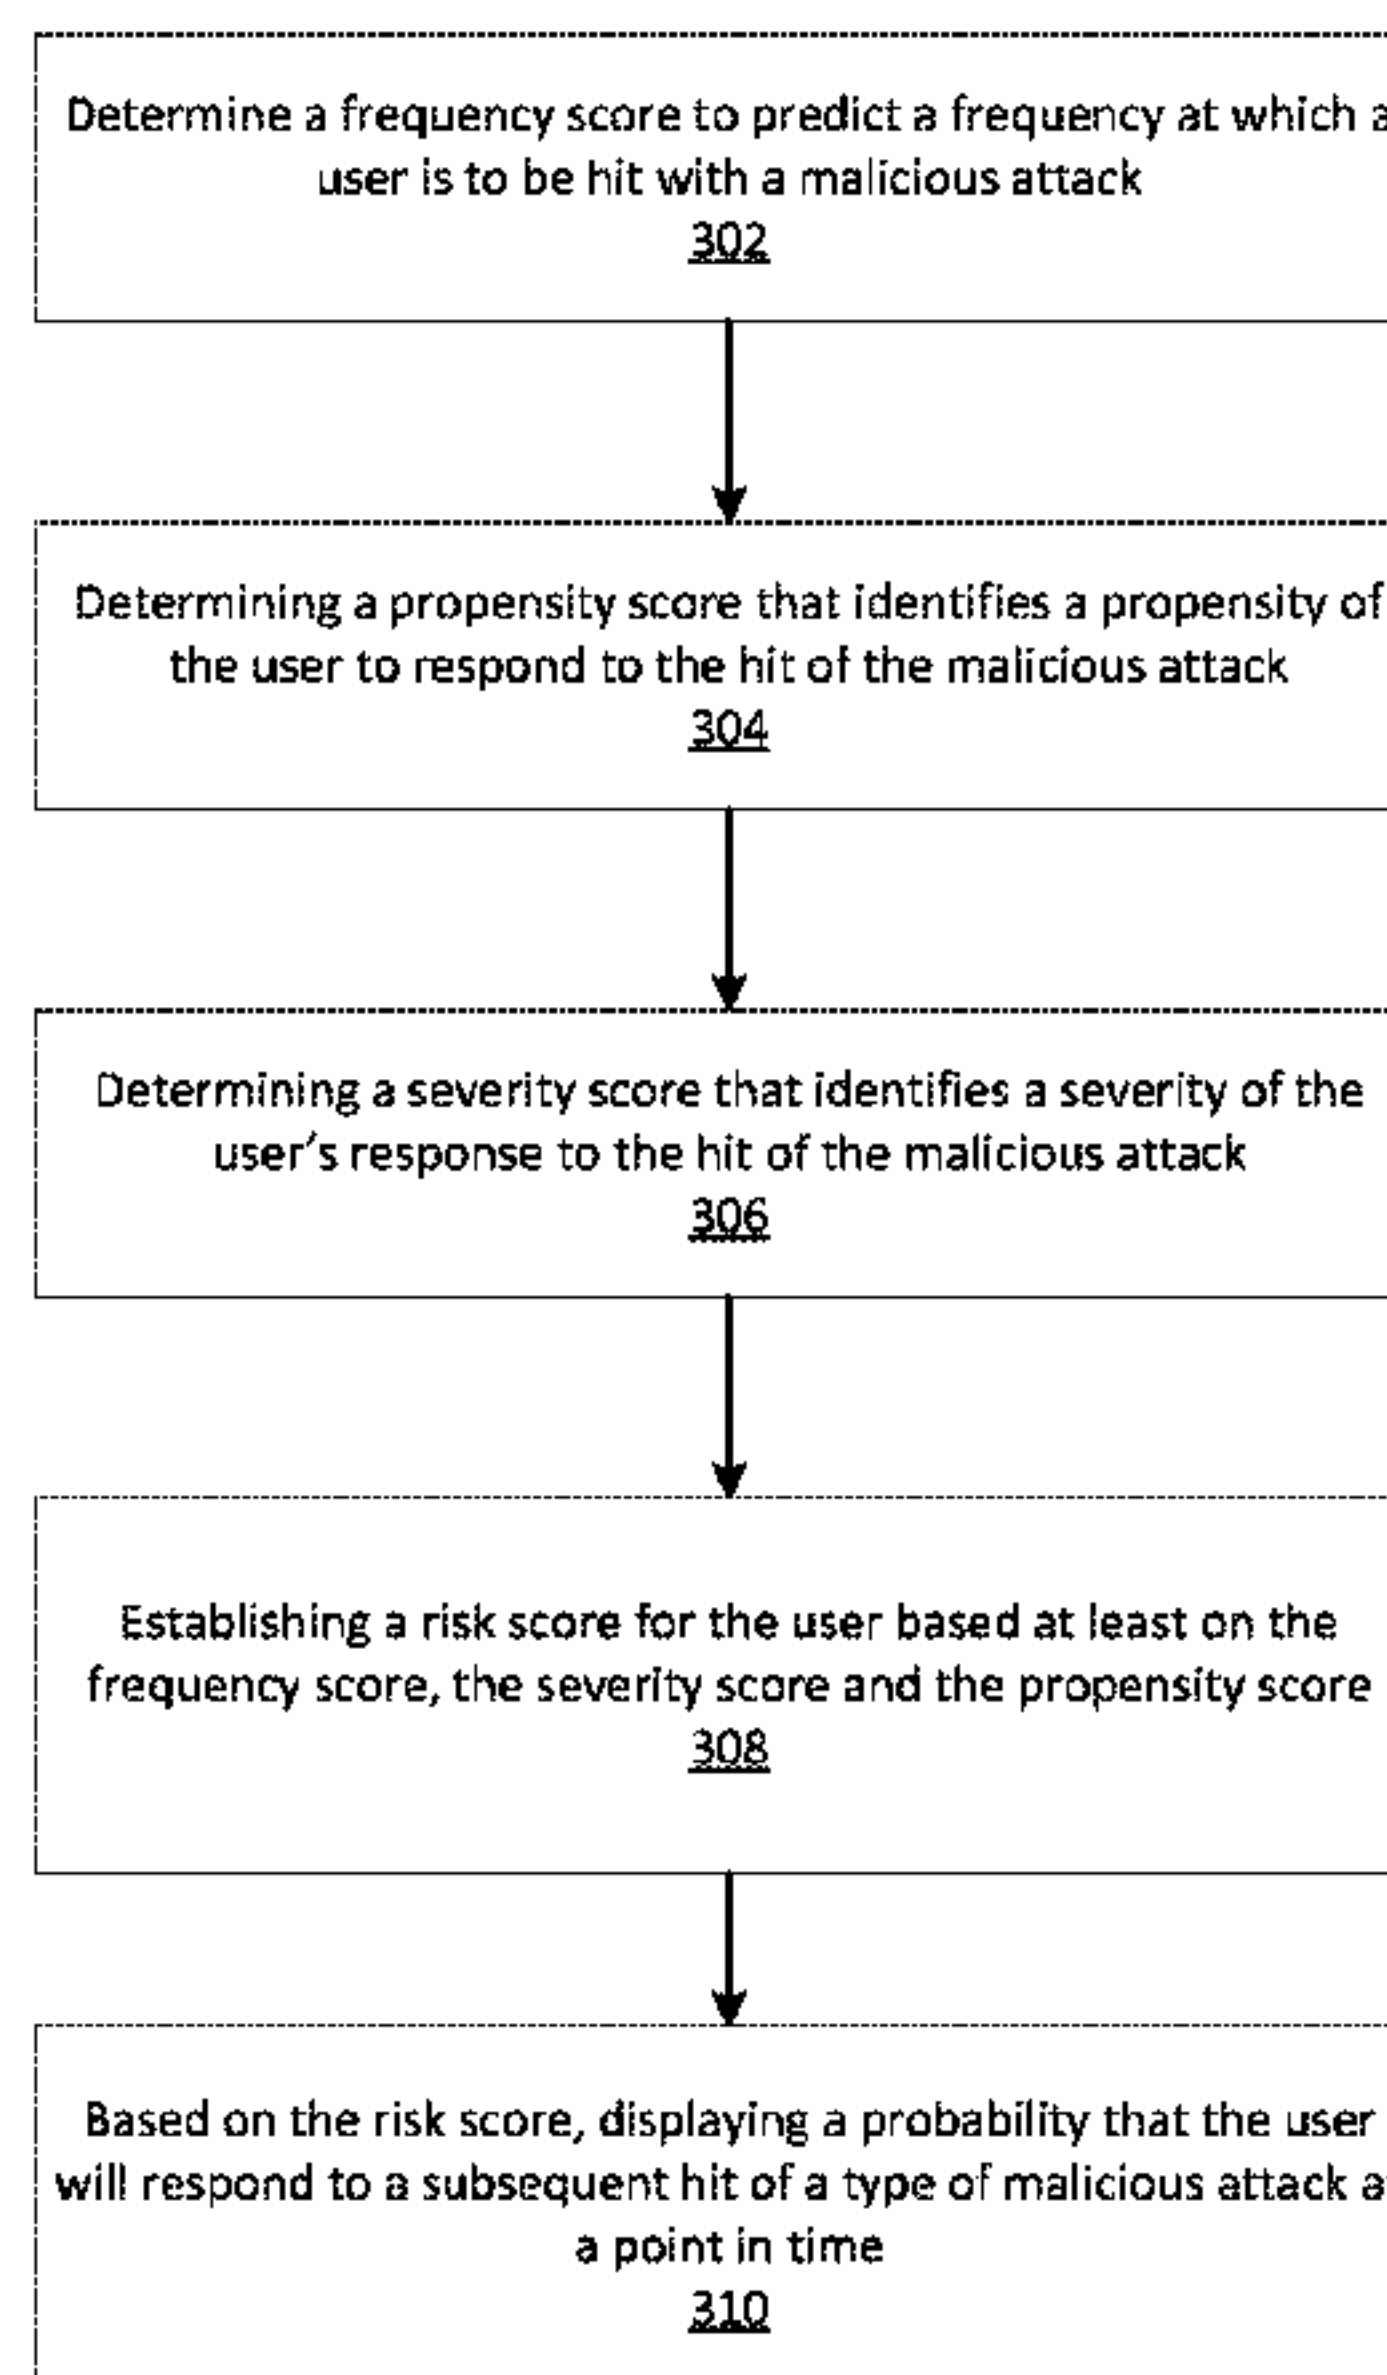 Determine a frequency score to predict a frequency at which a
user is to be hit with a malicious attack
302
Determining a propensity score that identifies a propensity of
the user to respond to the hit of the malicious attack
304
Determining a severity score that identifies a severity of the
user's response to the hit of the malicious attack
306
Establishing a risk score for the user based at least on the
frequency score, the severity score and the propensity score
308
Based on the risk score, displaying a probability that the user
will respond to a subsequent hit of a type of malicious attack
a point in time
310